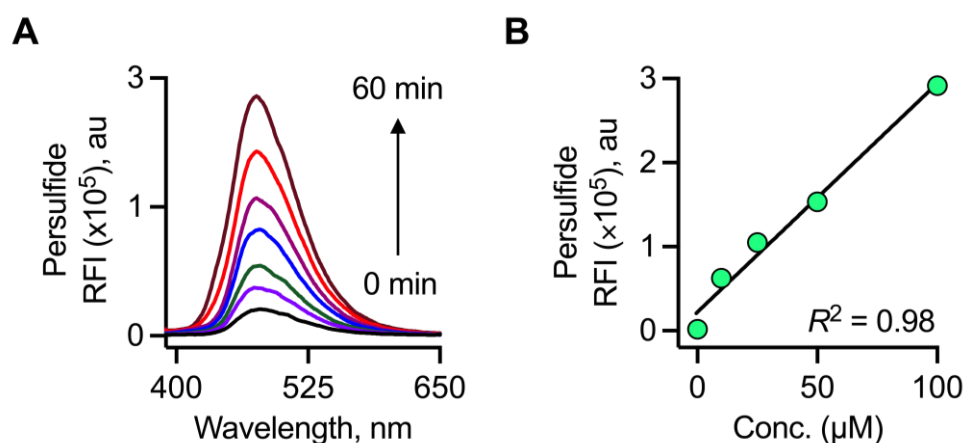 A
3
1
0
Persulfide
RFI (x10⁵), au
60 min
0 min
400 525 650
Wavelength, nm
B
3
2
1
0
Persulfide
RFI (×10⁵), au
R² = 0.98
0 50 100
Conc. (µM)